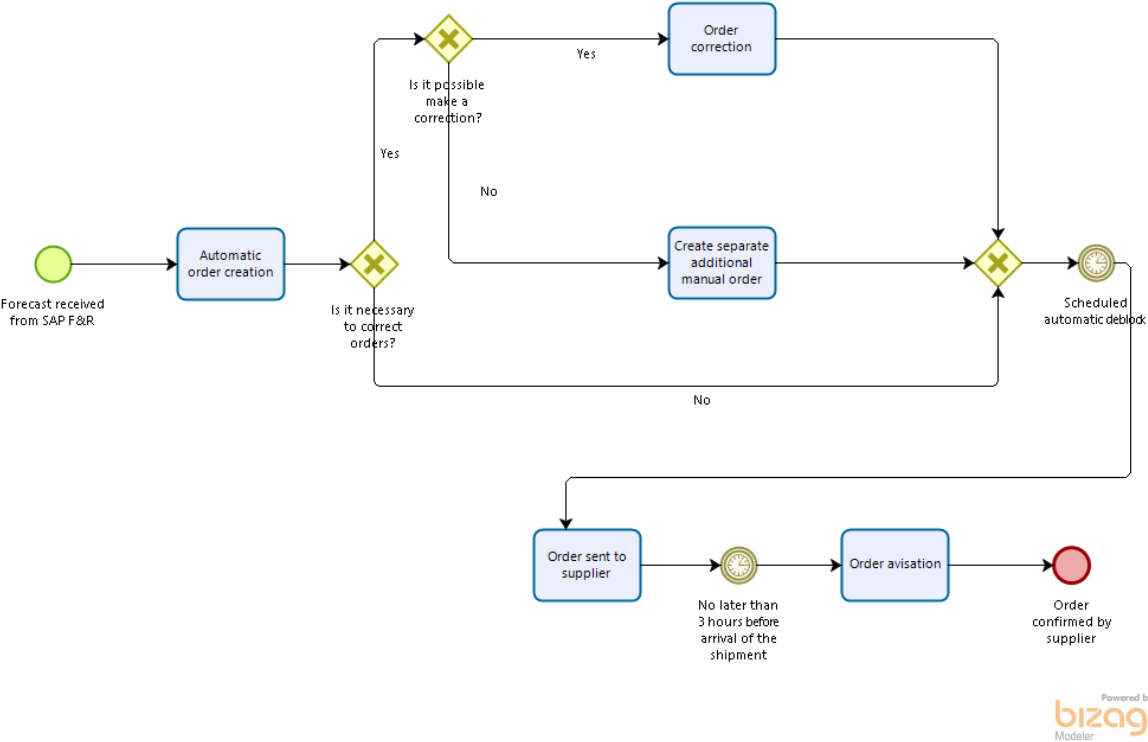 Order
correction
Yes
Is it possible
make a
correction?
Yes
No
Automatic
order creation
Create separate
additional
manual order
Forecast received
from SAP F&R
Is it necessary
to correct
orders?
Scheduled
automatic deblock
No
Order sent to
supplier
Order avisation
No later than
3 hours before
arrival of the
shipment
Order
confirmed by
supplier
Powered b
bizag
Modeler